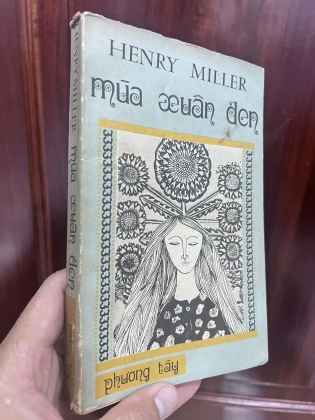 HENRY MILLER
mùa xuân đen
phương tây
HENRY MILLER mùa xuân đen